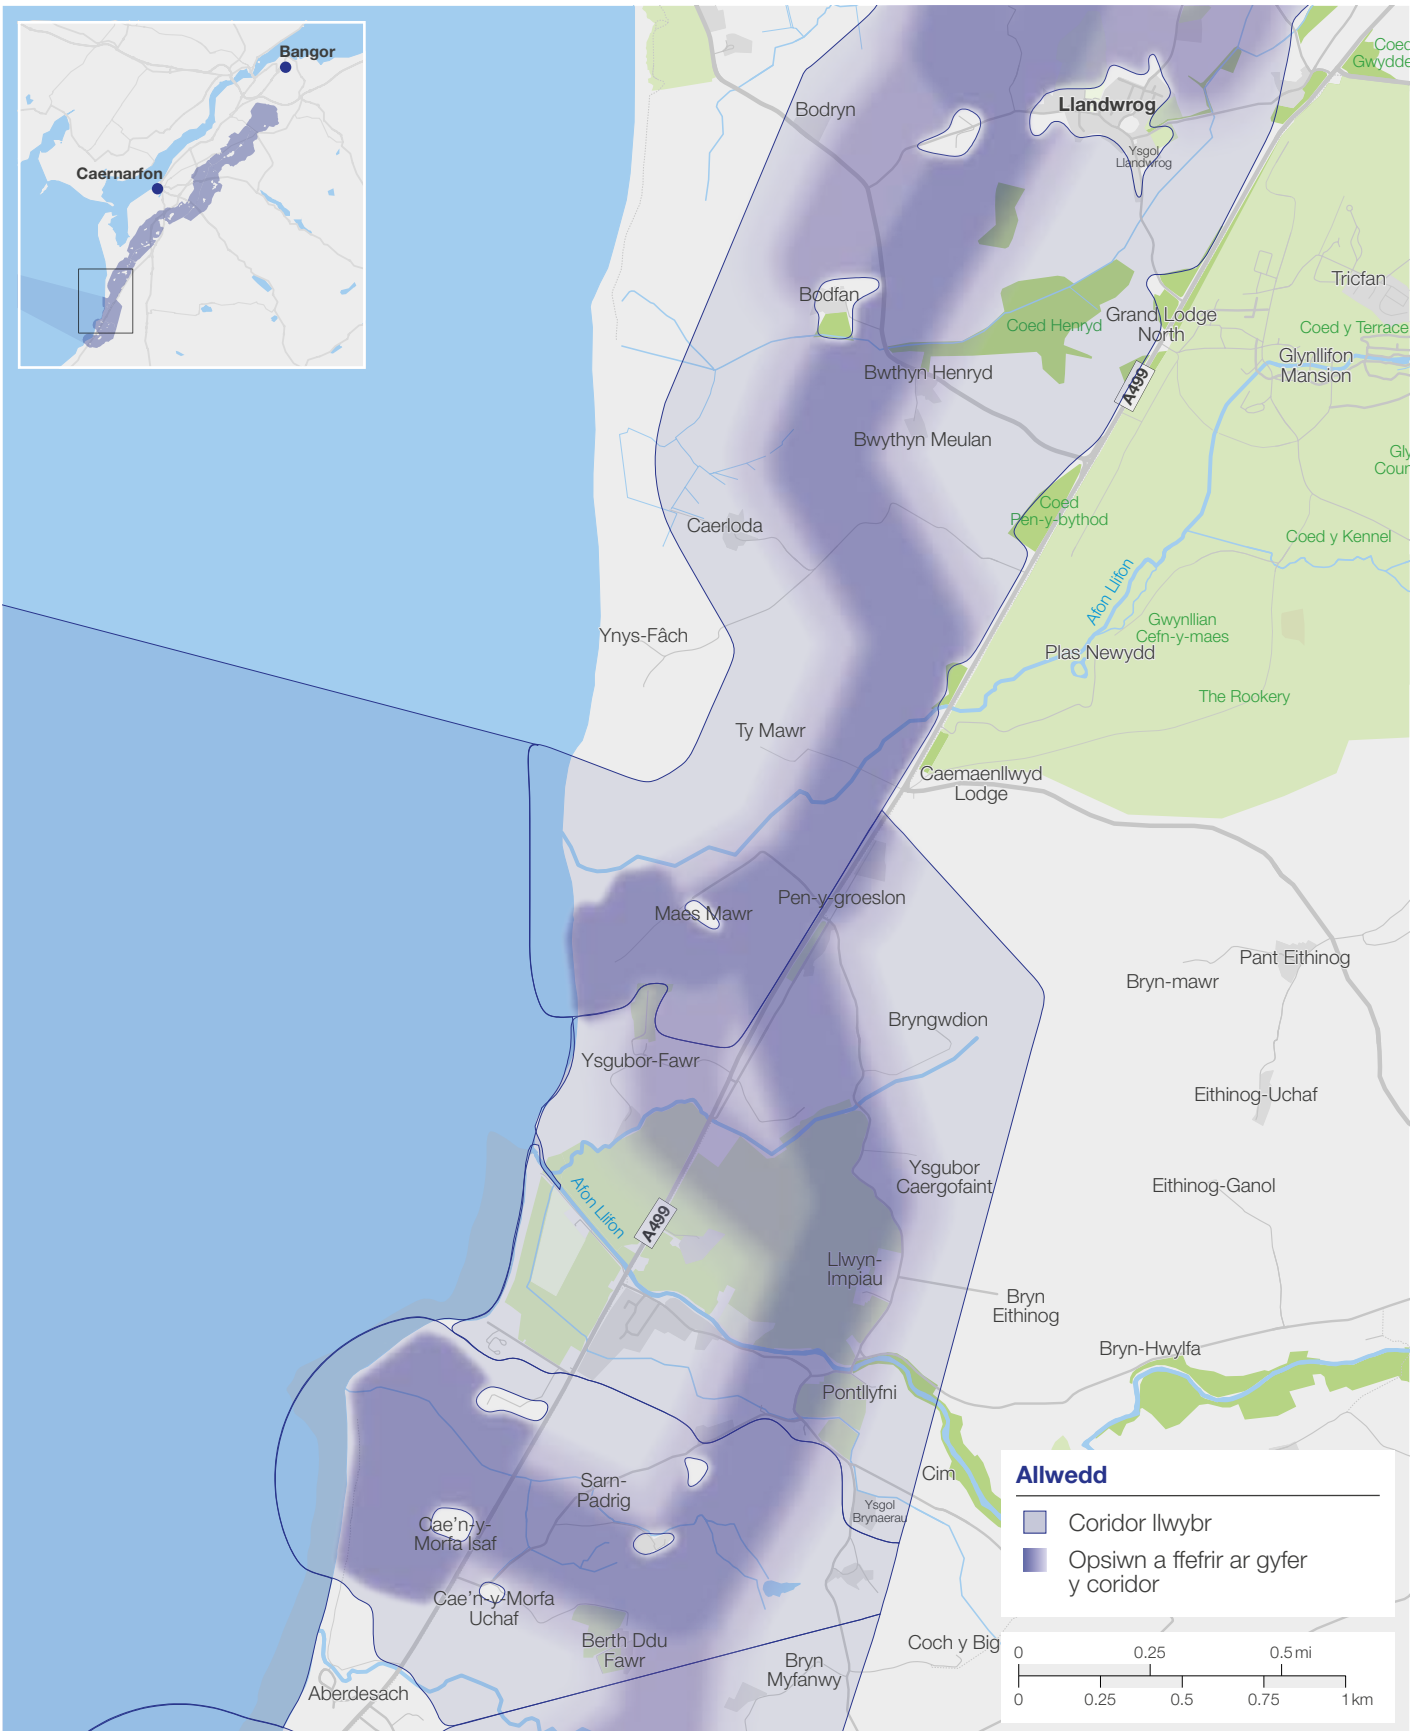 Bangor
Caernarfon
Coed
Gwydde
Bodryn
Llandwrog
Ysgol
Llandwrog
Bodfan
Tricfan
Coed Henryd
Grand Lodge
North
Coed y Terrace
Glynllifon
Mansion
Bwthyn Henryd
A499
Bwythyn Meulan
Gly
Cour
Caerloda
Coed
Pen-y-bythod
Coed y Kennel
Afon Llifon
Ynys-Fâch
Gwynllian
Cefn-y-maes
Plas Newydd
The Rookery
Ty Mawr
Caemaenllwyd
Lodge
Maes Mawr
Pen-y-groeslon
Pant Eithinog
Bryn-mawr
Bryngwdion
Ysgubor-Fawr
Eithinog-Uchaf
Ysgubor
Caergofaint
Eithinog-Ganol
Afon Llifon
A499
Llwyn-
Impiau
Bryn
Eithinog
Bryn-Hwylfa
Pontllyfni
Cim
Sarn-
Padrig
Ysgol
Brynaerau
Cae'n-y-
Morfa Isaf
Cae'n-y-Morfa
Uchaf
Berth Ddu
Fawr
Bryn
Myfanwy
Coch y Big
Aberdesach
Allwedd
Coridor llwybr
Opsiwn a ffefrir ar gyfer
y coridor
0 0.25 0.5 mi
0 0.25 0.5 0.75 1 km